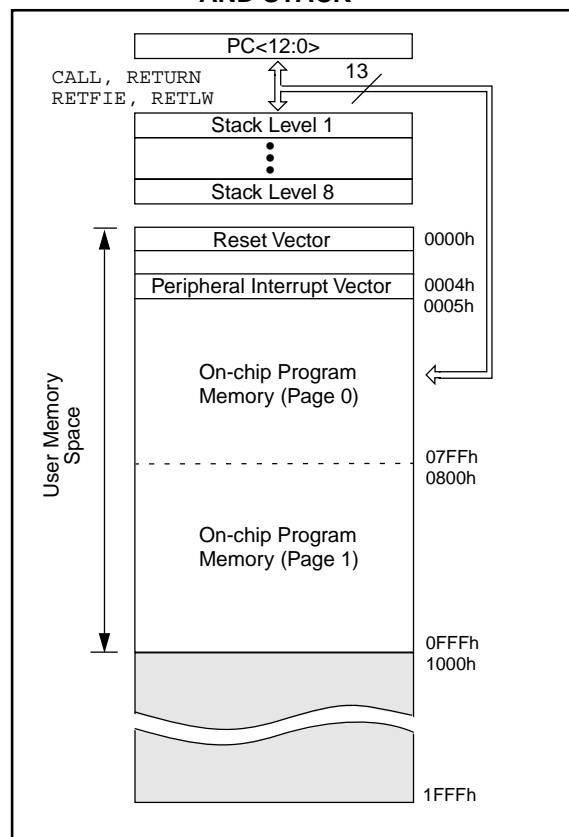 AND STACK
PC<12:0>
CALL, RETURN
RETFIE, RETLW
13
Stack Level 1
Stack Level 8
Reset Vector
0000h
Peripheral Interrupt Vector
0004h
0005h
On-chip Program
Memory (Page 0)
User Memory
Space
07FFh
0800h
On-chip Program
Memory (Page 1)
0FFFh
1000h
1FFFh